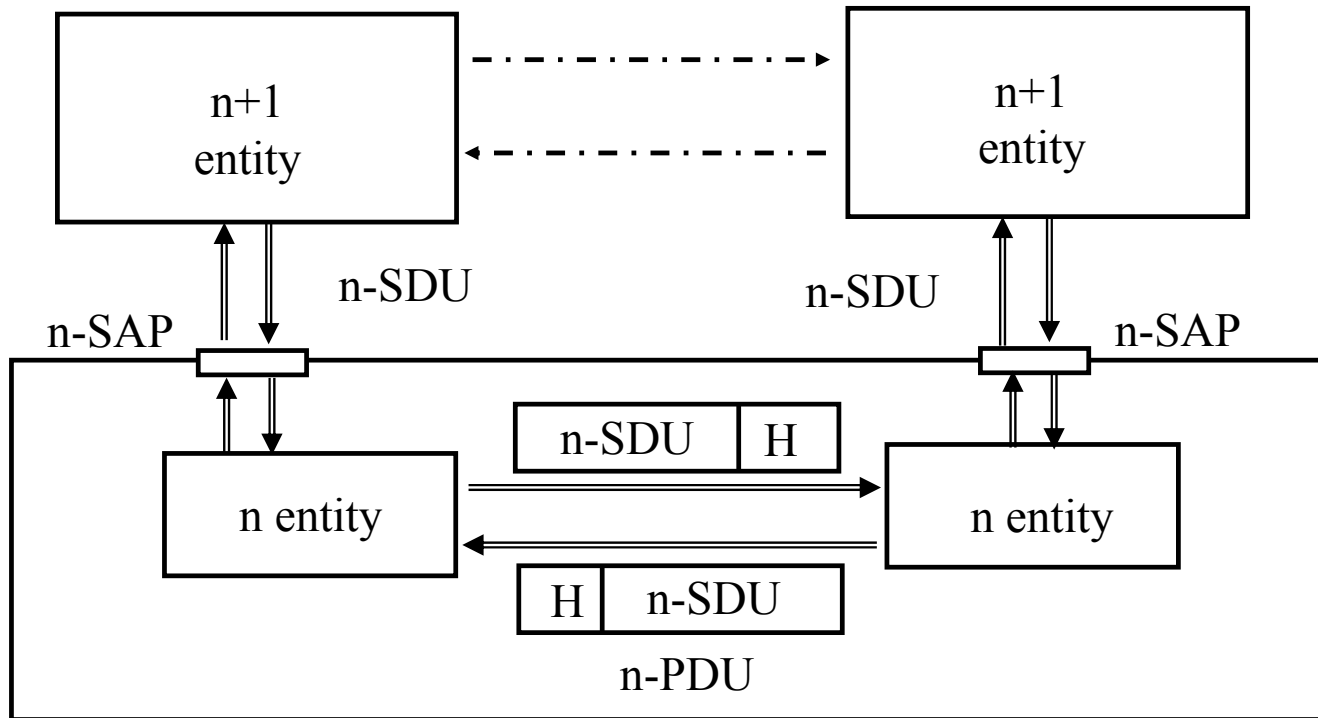 n+1
entity
n+1
entity
n-SDU
n-SDU
n-SAP
n-SAP
n-SDU H
n entity
n entity
H n-SDU
n-PDU